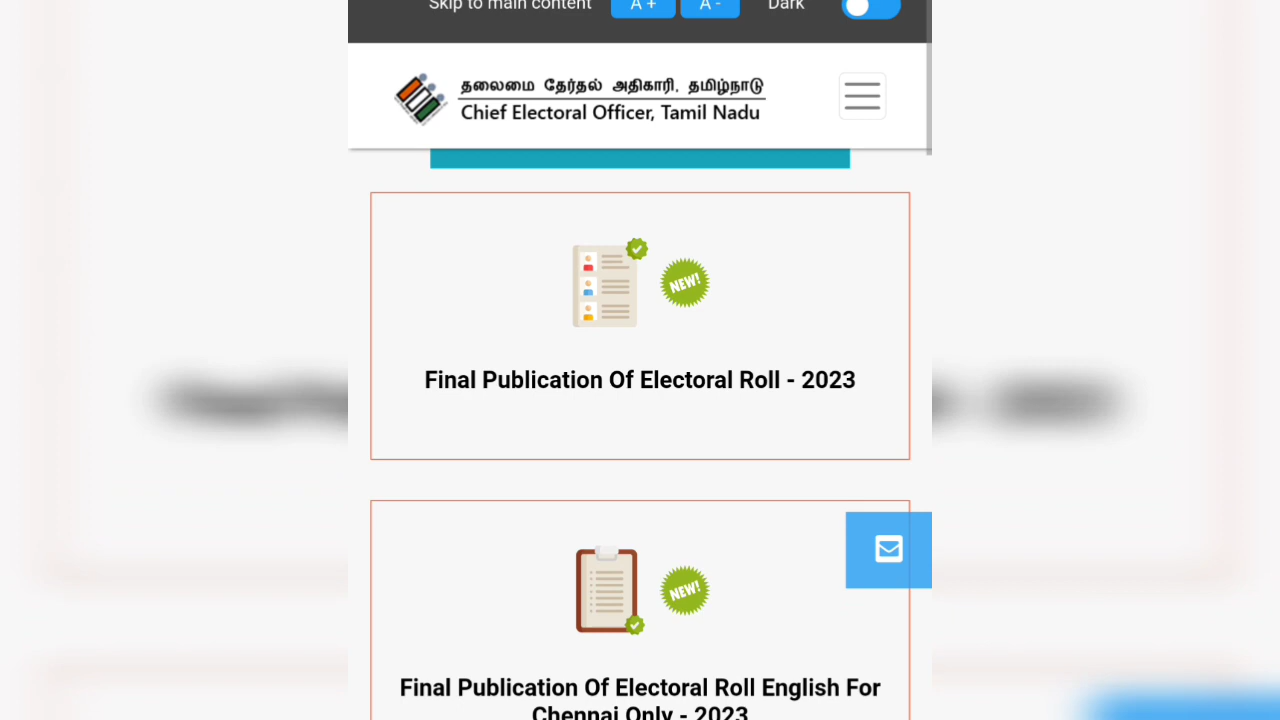 Skip to main content A + A - Dark
தலைமை தேர்தல் அதிகாரி, தமிழ்நாடு
Chief Electoral Officer, Tamil Nadu
NEW!
Final Publication Of Electoral Roll - 2023
NEW!
Final Publication Of Electoral Roll English For
Chennai Only - 2023